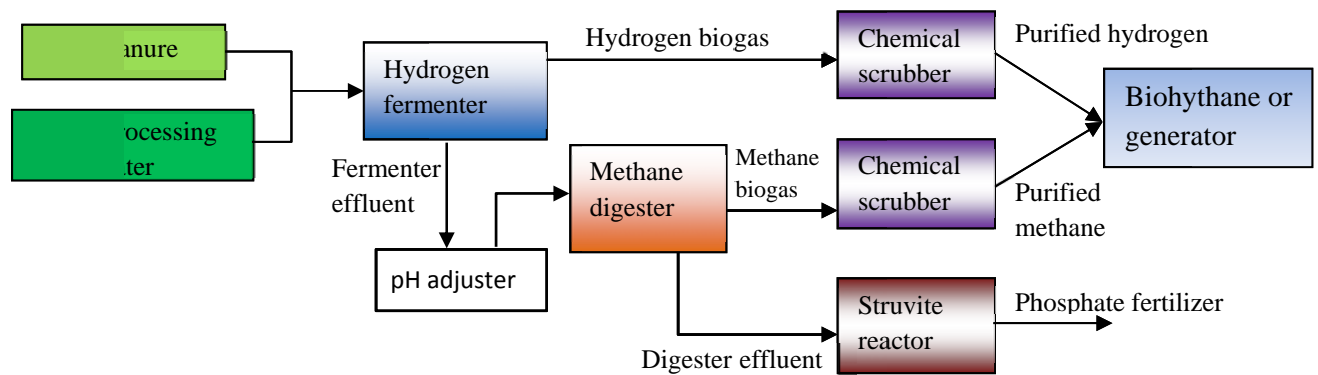 anure
rocessing
ter
Hydrogen
fermenter
Hydrogen biogas
Chemical
scrubber
Purified hydrogen
Biohythane or
generator
Fermenter
effluent
pH adjuster
Methane
digester
Methane
biogas
Chemical
scrubber
Purified
methane
Digester effluent
Struvite
reactor
Phosphate fertilizer